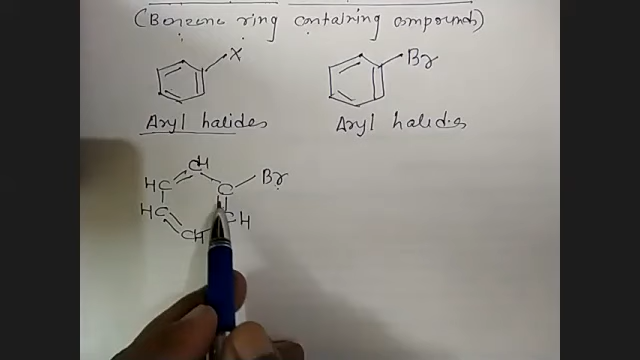 (Benzene ring containing compounds)
X
Br
Aryl halides
Aryl halides
CH
HC
C
Br
HC
CH
CH